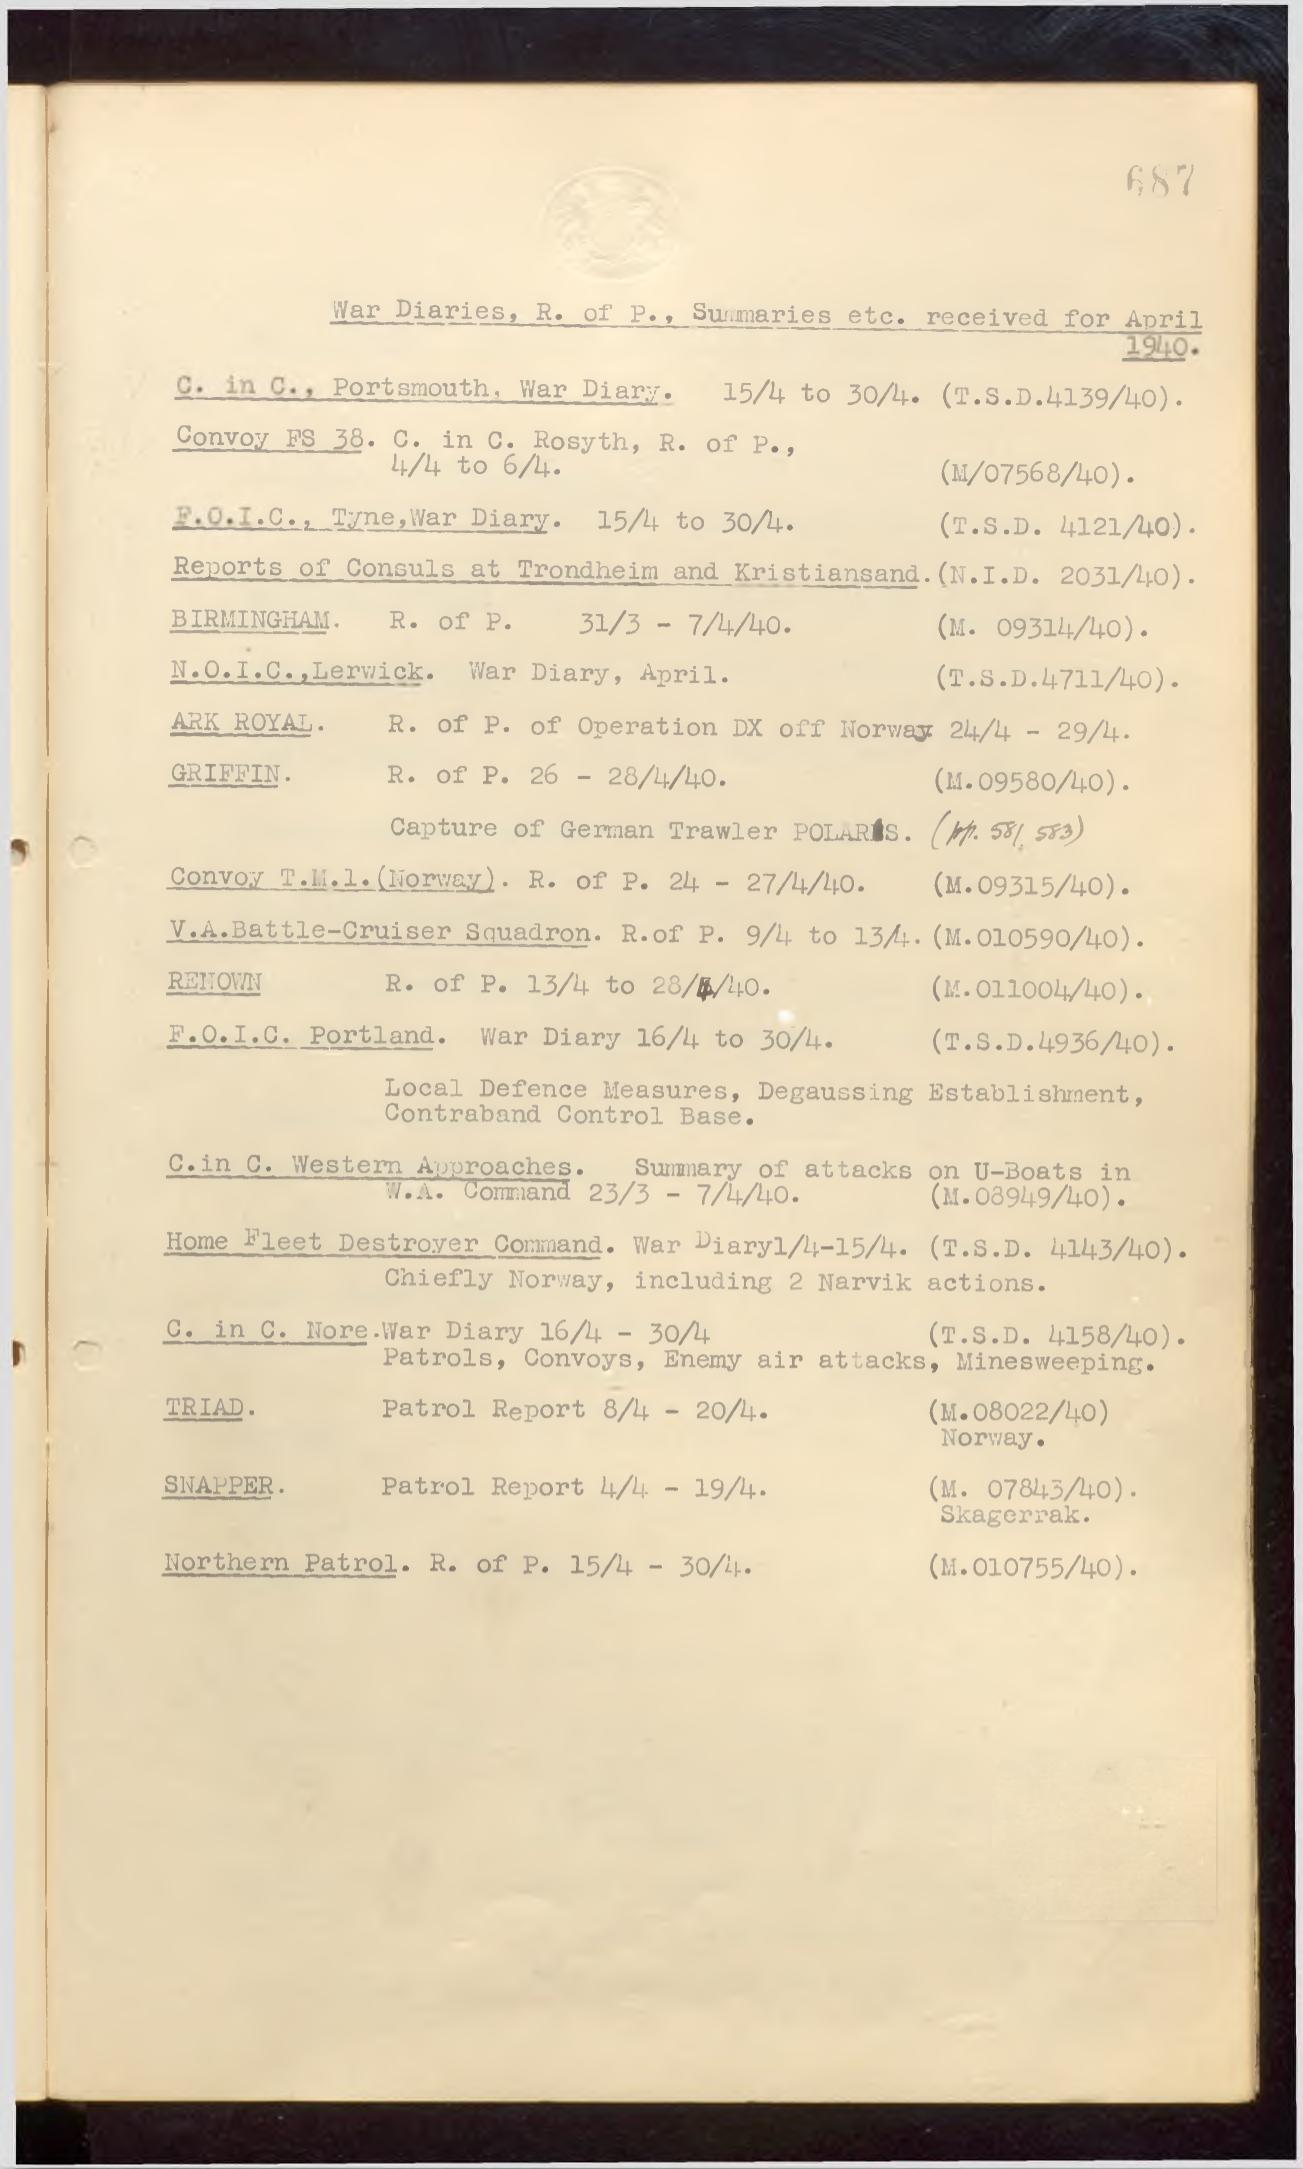 687
War Diaries, R. of P., Summaries etc. received for April
1940.
C. in C., Portsmouth, War Diary. 15/4 to 30/4. (T.S.D.4139/40).
Convoy FS 38. C. in C. Rosyth, R. of P.,
4/4 to 6/4. (M/07568/40).
F.O.I.C., Tyne,War Diary. 15/4 to 30/4. (T.S.D. 4121/40).
Reports of Consuls at Trondheim and Kristiansand.(N.I.D. 2031/40).
BIRMINGHAM. R. of P. 31/3 - 7/4/40. (M. 09314/40).
N.O.I.C.,Lerwick. War Diary, April. (T.S.D.4711/40).
ARK ROYAL. R. of P. of Operation DX off Norway 24/4 - 29/4.
GRIFFIN. R. of P. 26 - 28/4/40. (M.09580/40).
Capture of German Trawler POLARIS. (pp. 581, 583)
Convoy T.M.1.(Norway). R. of P. 24 - 27/4/40. (M.09315/40).
V.A.Battle-Cruiser Squadron. R.of P. 9/4 to 13/4. (M.010590/40).
RENOWN R. of P. 13/4 to 28/4/40. (M.011004/40).
F.O.I.C. Portland. War Diary 16/4 to 30/4. (T.S.D.4936/40).
Local Defence Measures, Degaussing Establishment,
Contraband Control Base.
C.in C. Western Approaches. Summary of attacks on U-Boats in
W.A. Command 23/3 - 7/4/40. (M.08949/40).
Home Fleet Destroyer Command. War Diary1/4-15/4. (T.S.D. 4143/40).
Chiefly Norway, including 2 Narvik actions.
C. in C. Nore.War Diary 16/4 - 30/4 (T.S.D. 4158/40).
Patrols, Convoys, Enemy air attacks, Minesweeping.
TRIAD. Patrol Report 8/4 - 20/4. (M.08022/40)
Norway.
SNAPPER. Patrol Report 4/4 - 19/4. (M. 07843/40).
Skagerrak.
Northern Patrol. R. of P. 15/4 - 30/4. (M.010755/40).